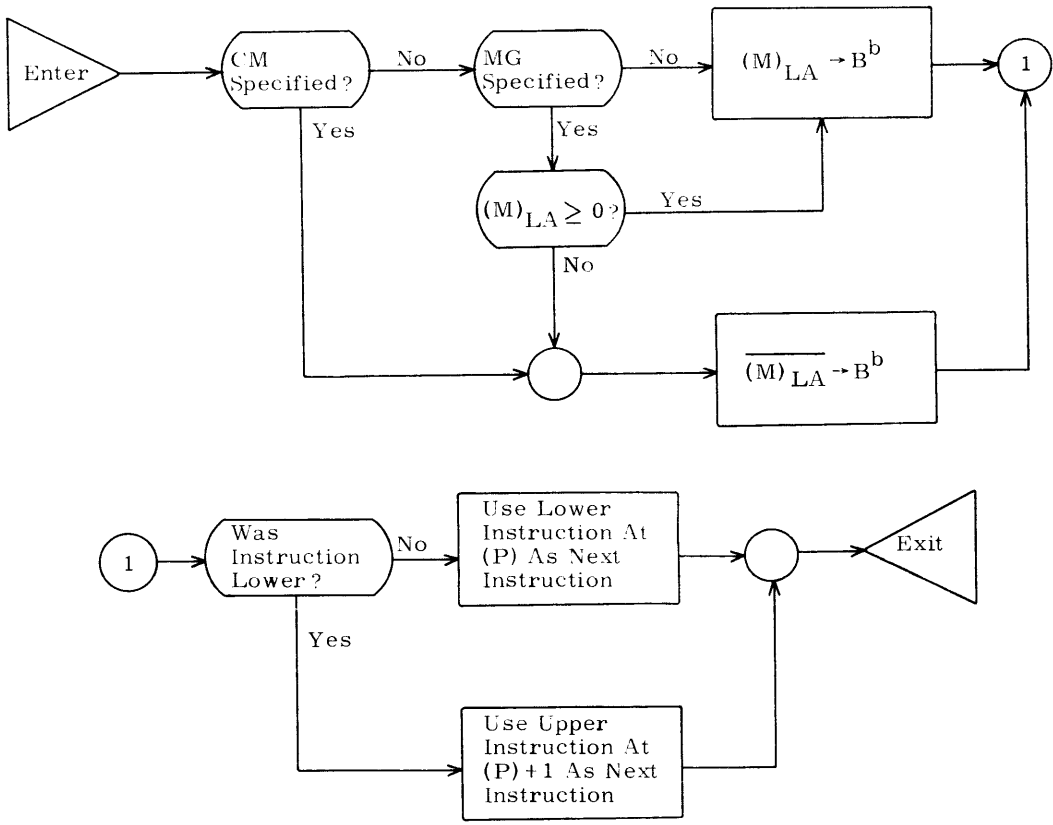 Enter
CM
Specified?
No
MG
Specified?
No
(M)LA → B^b
1
Yes
Yes
(M)LA ≥ 0?
Yes
No
(M)LA → B^b
1
Was
Instruction
Lower?
No
Use Lower
Instruction At
(P) As Next
Instruction
Exit
Yes
Use Upper
Instruction At
(P)+1 As Next
Instruction